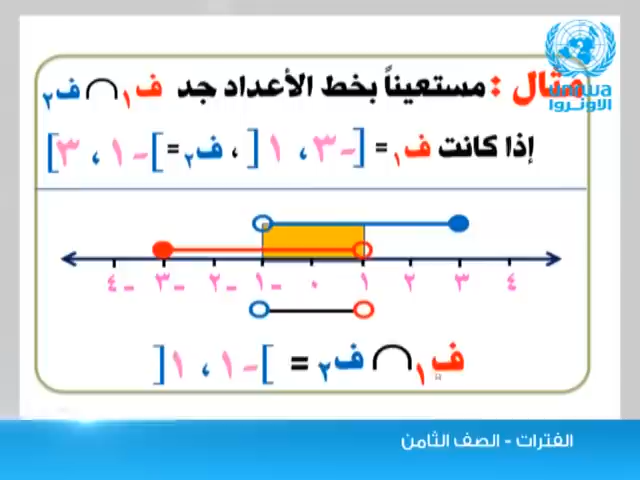 unrwa
الأونروا
مثال : مستعيناً بخط الأعداد جد ف١ ∩ ف٢
إذا كانت ف١ = [-٣ ، ١[ ، ف٢ = ]-١ ، ٣]
-٤ -٣ -٢ -١ ٠ ١ ٢ ٣ ٤
ف١ ∩ ف٢ = ]-١ ، ١[
الفترات - الصف الثامن